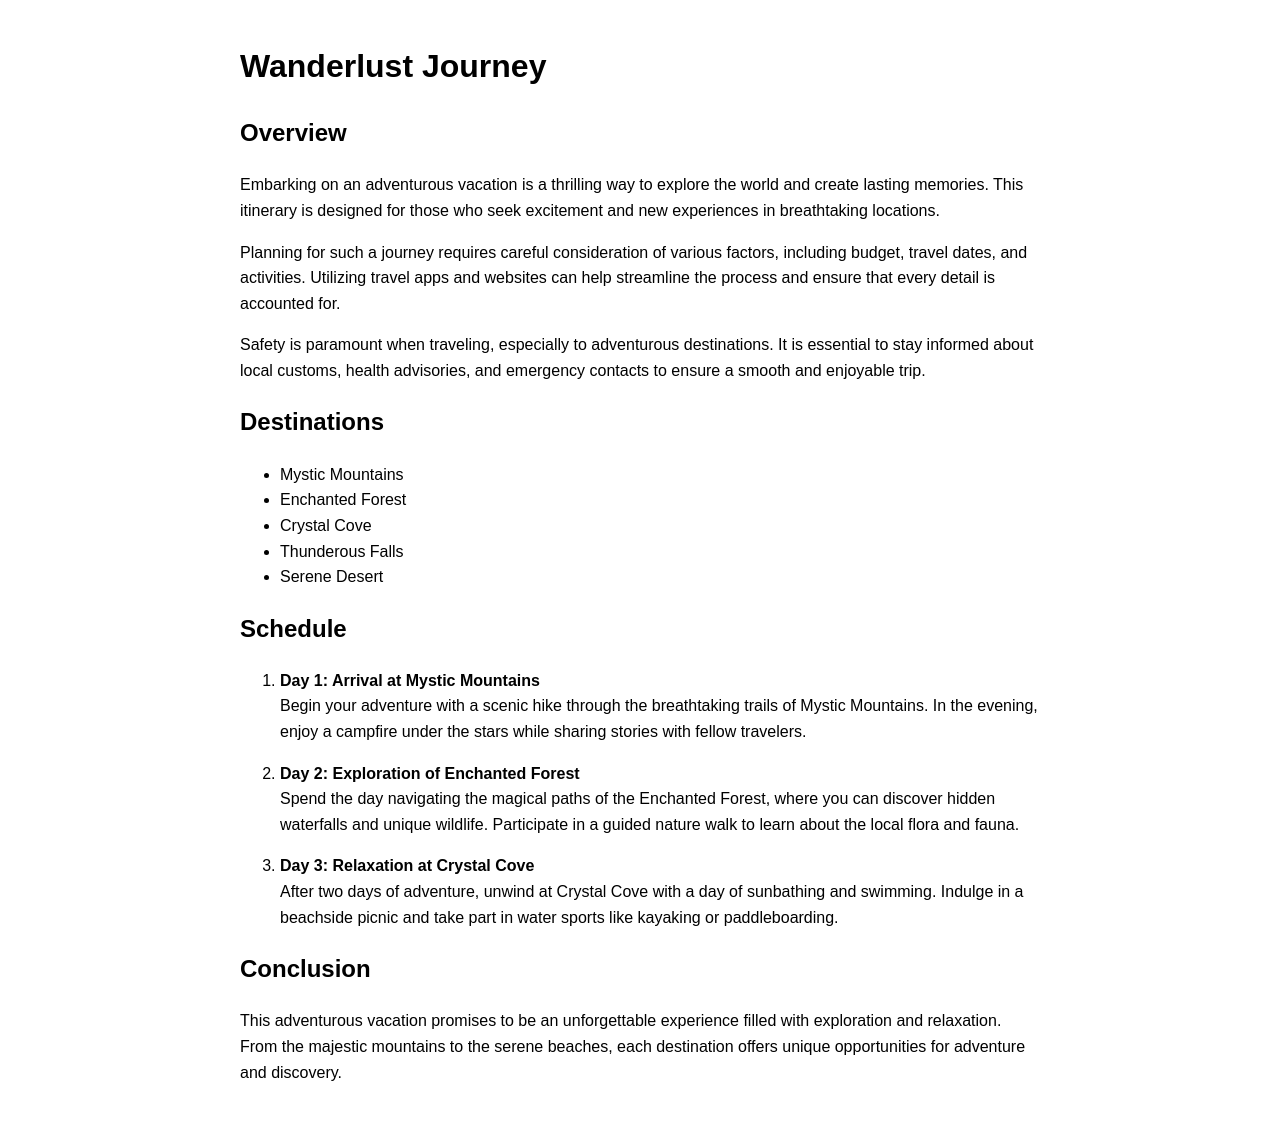 Wanderlust Journey
Overview
Embarking on an adventurous vacation is a thrilling way to explore the world and create lasting memories. This
itinerary is designed for those who seek excitement and new experiences in breathtaking locations.
Planning for such a journey requires careful consideration of various factors, including budget, travel dates, and
activities. Utilizing travel apps and websites can help streamline the process and ensure that every detail is
accounted for.
Safety is paramount when traveling, especially to adventurous destinations. It is essential to stay informed about
local customs, health advisories, and emergency contacts to ensure a smooth and enjoyable trip.
Destinations
• Mystic Mountains
• Enchanted Forest
• Crystal Cove
• Thunderous Falls
• Serene Desert
Schedule
1. Day 1: Arrival at Mystic Mountains
Begin your adventure with a scenic hike through the breathtaking trails of Mystic Mountains. In the evening,
enjoy a campfire under the stars while sharing stories with fellow travelers.
2. Day 2: Exploration of Enchanted Forest
Spend the day navigating the magical paths of the Enchanted Forest, where you can discover hidden
waterfalls and unique wildlife. Participate in a guided nature walk to learn about the local flora and fauna.
3. Day 3: Relaxation at Crystal Cove
After two days of adventure, unwind at Crystal Cove with a day of sunbathing and swimming. Indulge in a
beachside picnic and take part in water sports like kayaking or paddleboarding.
Conclusion
This adventurous vacation promises to be an unforgettable experience filled with exploration and relaxation.
From the majestic mountains to the serene beaches, each destination offers unique opportunities for adventure
and discovery.